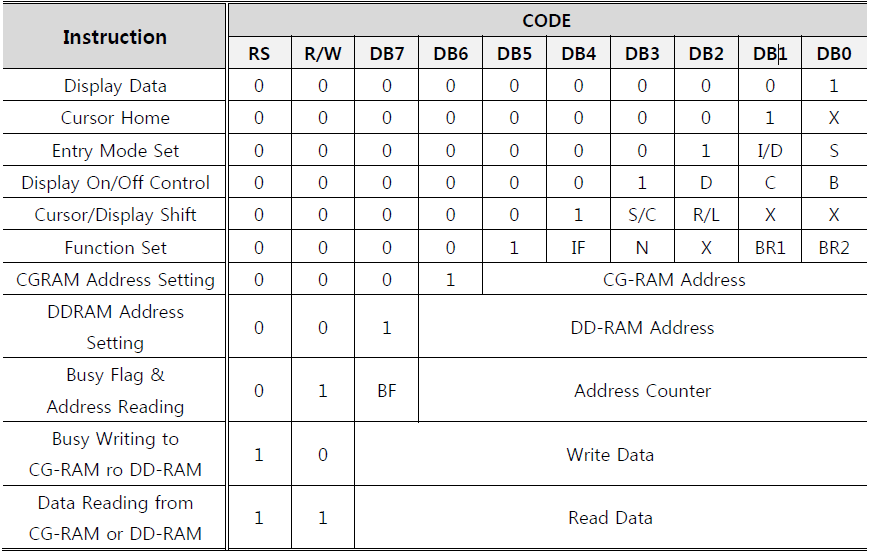 Instruction CODE
RS R/W DB7 DB6 DB5 DB4 DB3 DB2 DB1 DB0
Display Data 0 0 0 0 0 0 0 0 0 1
Cursor Home 0 0 0 0 0 0 0 0 1 X
Entry Mode Set 0 0 0 0 0 0 0 1 I/D S
Display On/Off Control 0 0 0 0 0 0 1 D C B
Cursor/Display Shift 0 0 0 0 0 1 S/C R/L X X
Function Set 0 0 0 0 1 IF N X BR1 BR2
CGRAM Address Setting 0 0 0 1 CG-RAM Address
DDRAM Address
Setting 0 0 1 DD-RAM Address
Busy Flag &
Address Reading 0 1 BF Address Counter
Busy Writing to
CG-RAM ro DD-RAM 1 0 Write Data
Data Reading from
CG-RAM or DD-RAM 1 1 Read Data